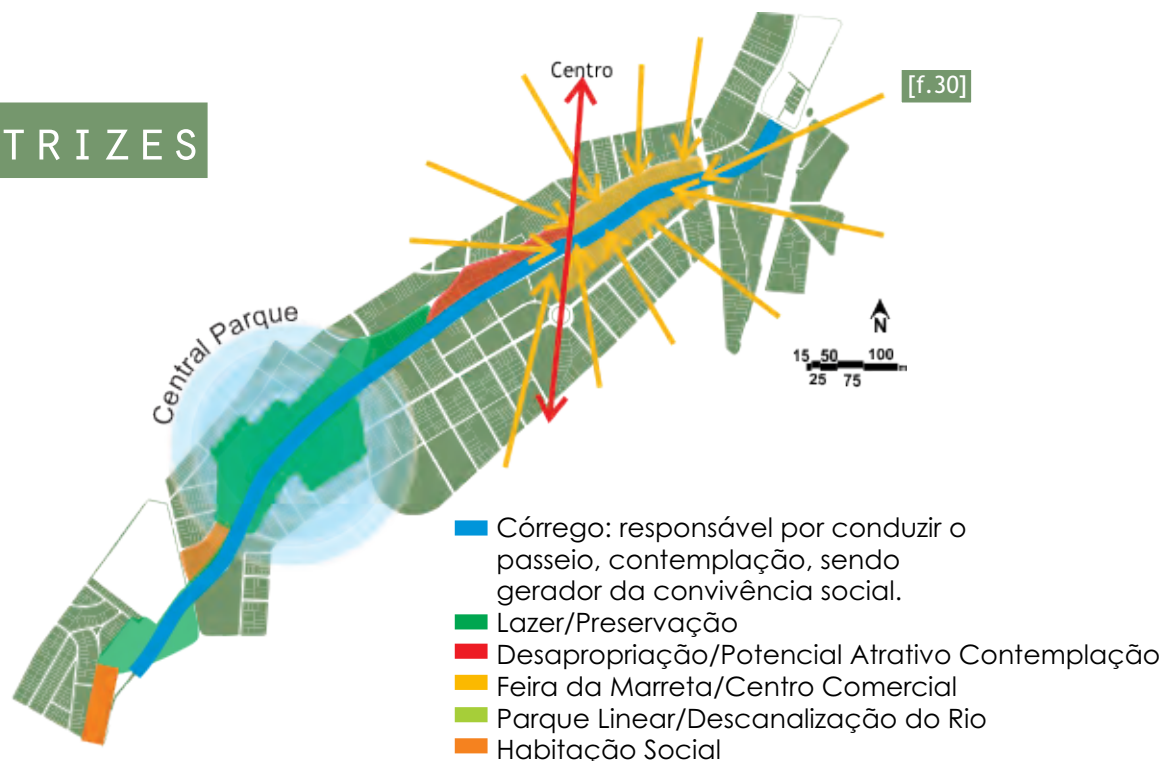 Centro
[f.30]
TRIZES
Central Parque
N
15 50 100
25 75
Córrego: responsável por conduzir o
passeio, contemplação, sendo
gerador da convivência social.
Lazer/Preservação
Desapropriação/Potencial Atrativo Contemplação
Feira da Marreta/Centro Comercial
Parque Linear/Descanalização do Rio
Habitação Social